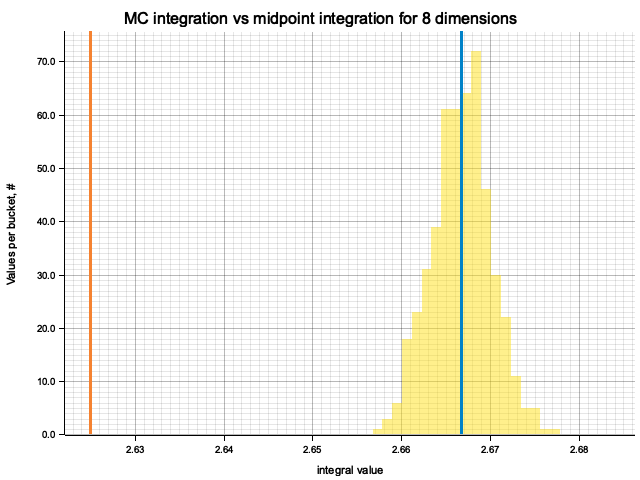 MC integration vs midpoint integration for 8 dimensions
70.0
60.0
50.0
40.0
30.0
20.0
10.0
0.0
Values per bucket, #
2.63 2.64 2.65 2.66 2.67 2.68
integral value